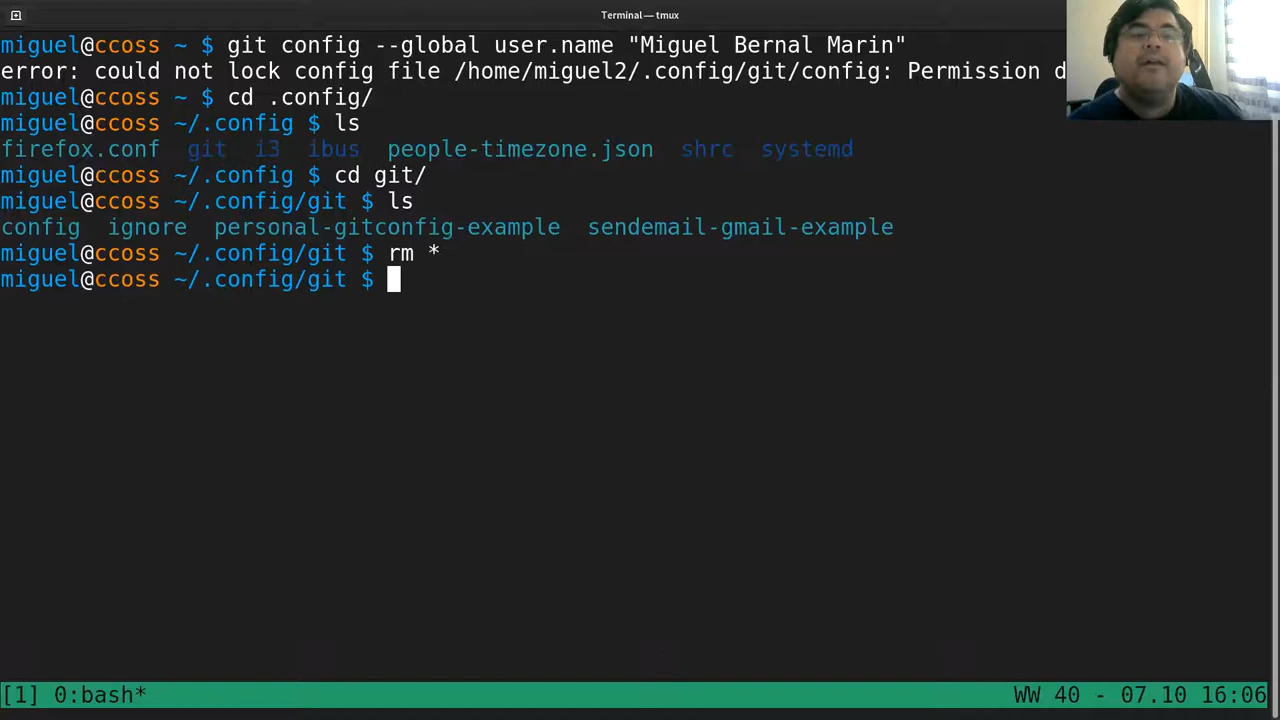 Terminal — tmux
miguel@ccoss ~ $ git config --global user.name "Miguel Bernal Marin"
error: could not lock config file /home/miguel2/.config/git/config: Permission d
miguel@ccoss ~ $ cd .config/
miguel@ccoss ~/.config $ ls
firefox.conf git i3 ibus people-timezone.json shrc systemd
miguel@ccoss ~/.config $ cd git/
miguel@ccoss ~/.config/git $ ls
config ignore personal-gitconfig-example sendemail-gmail-example
miguel@ccoss ~/.config/git $ rm *
miguel@ccoss ~/.config/git $
[1] 0:bash* WW 40 - 07.10 16:06